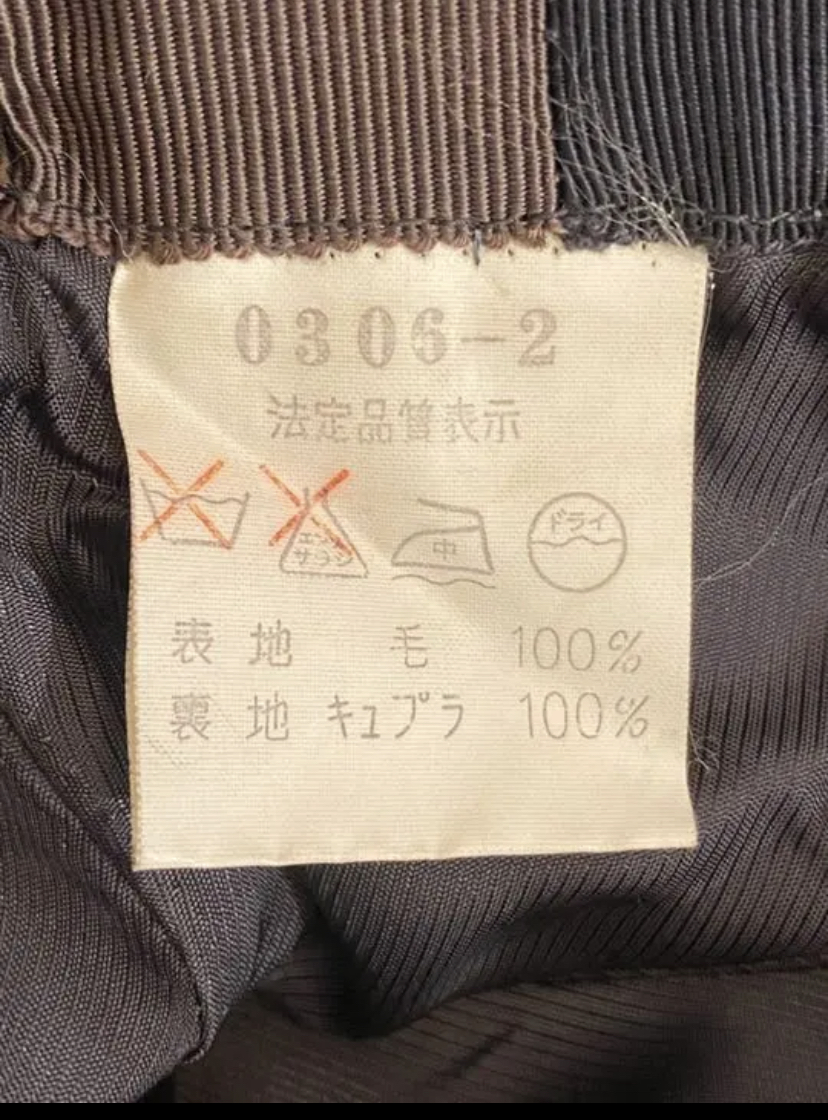 0306-2
法定品質表示
エンソ サラシ 中 ドライ
表地 毛 100%
裏地 キュプラ 100%